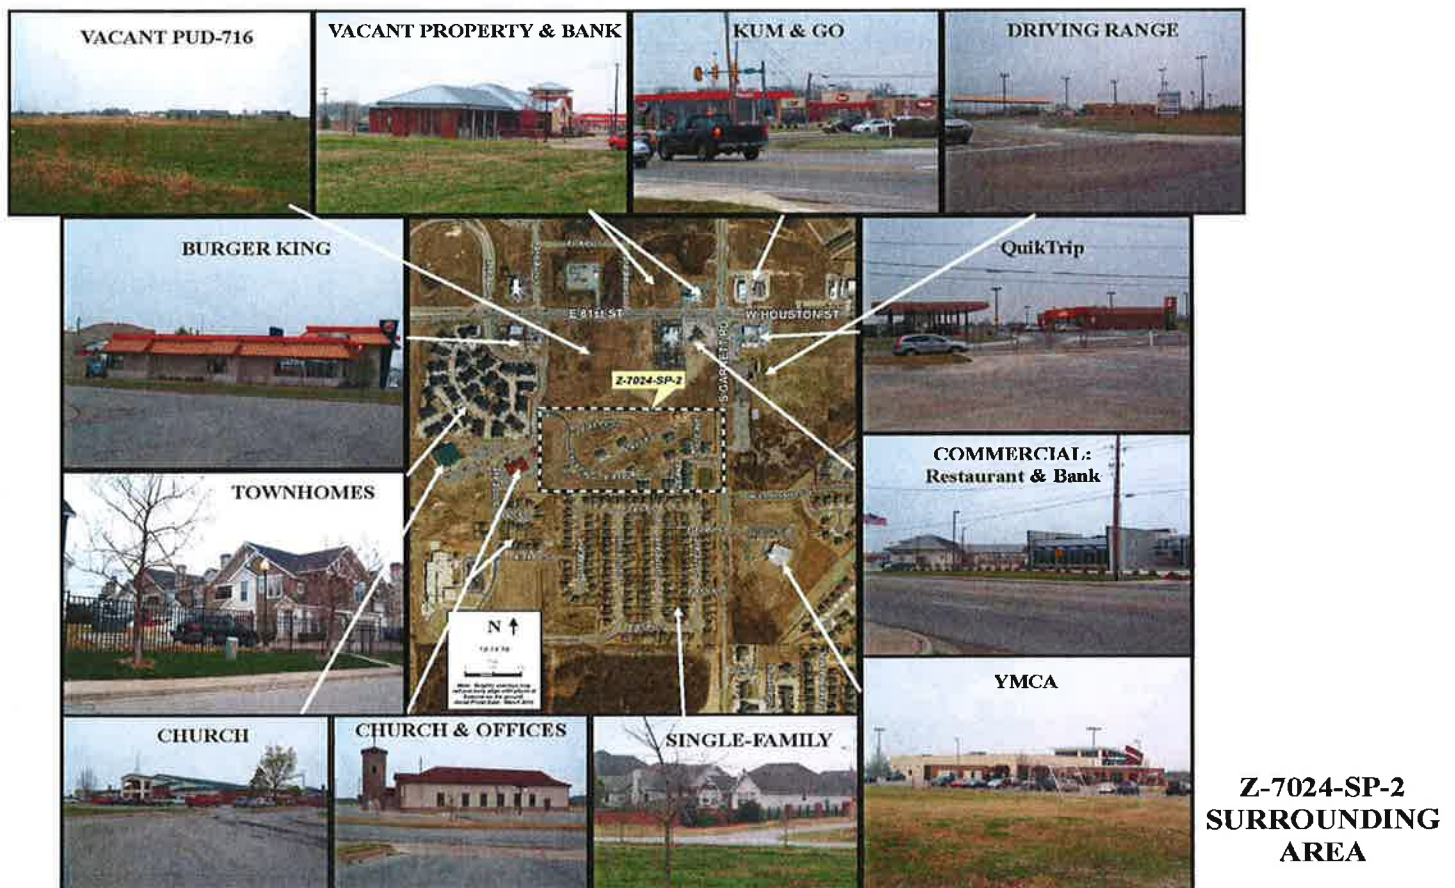 VACANT PUD-716
VACANT PROPERTY & BANK
KUM & GO
DRIVING RANGE
BURGER KING
QuikTrip
E 81st ST
W HOUSTON ST
S GARNETT RD
Z-7024-SP-2
COMMERCIAL:
Restaurant & Bank
TOWNHOMES
N
YMCA
CHURCH
CHURCH & OFFICES
SINGLE-FAMILY
Z-7024-SP-2
SURROUNDING
AREA